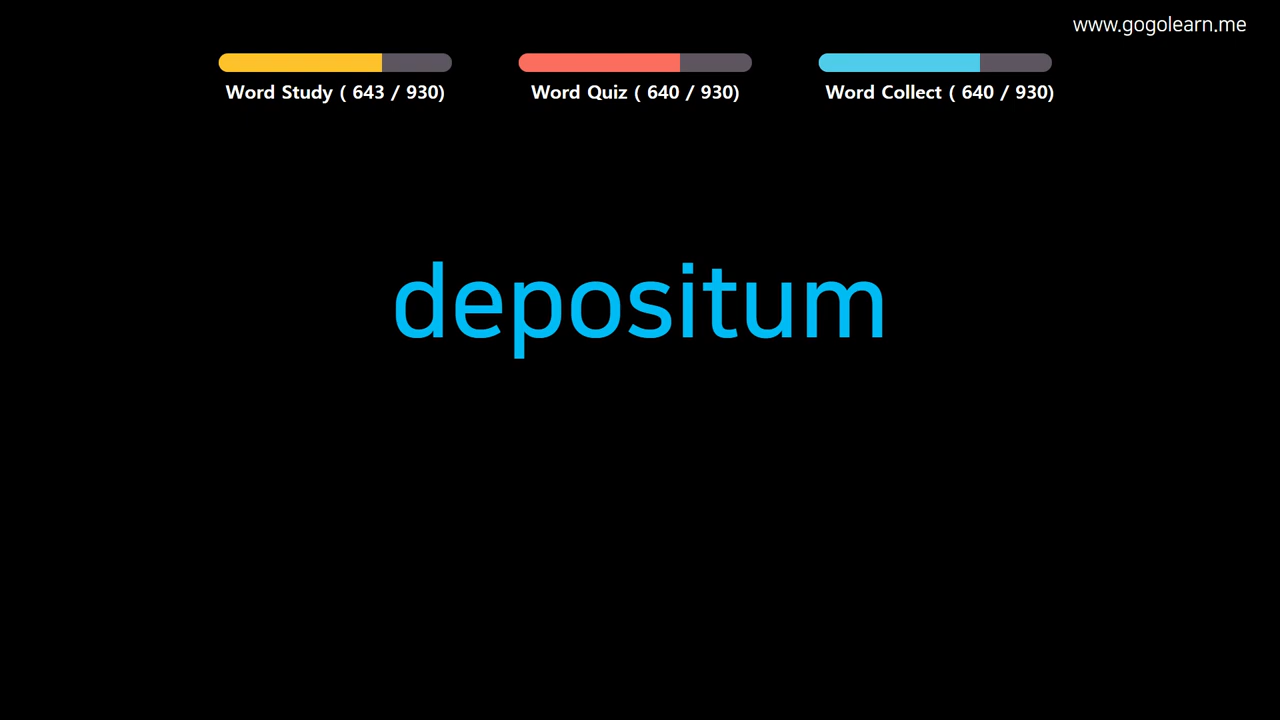 www.gogolearn.me
Word Study ( 643 / 930)
Word Quiz ( 640 / 930)
Word Collect ( 640 / 930)
depositum